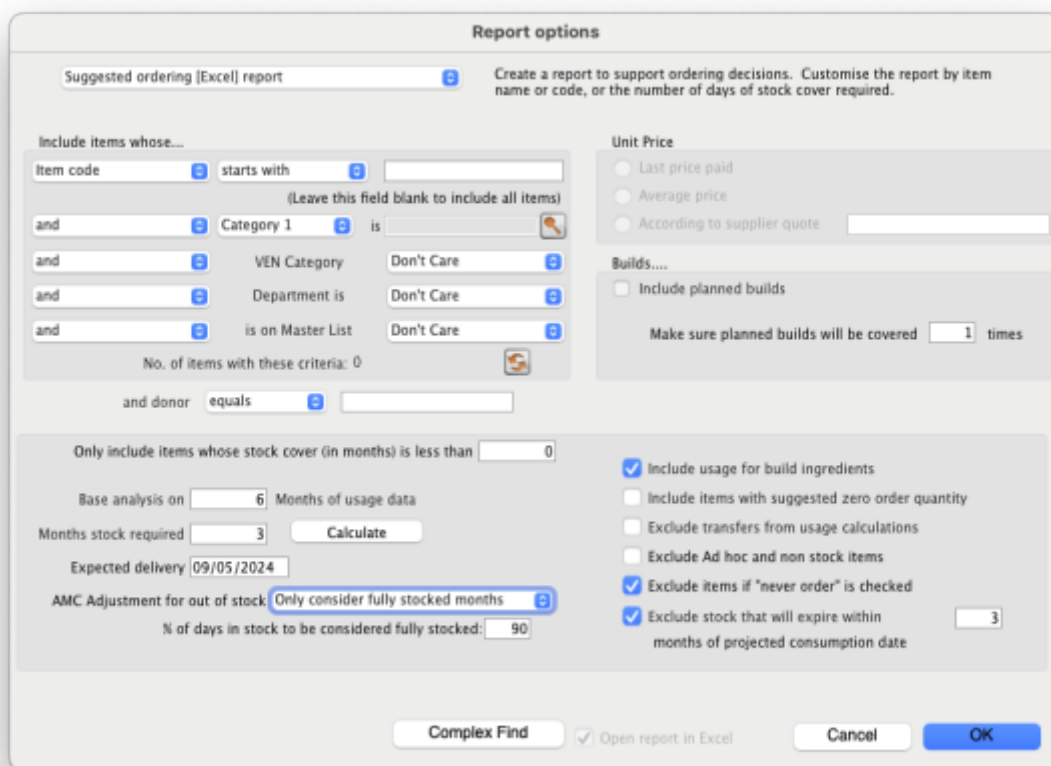 Report options
Suggested ordering [Excel] report
Create a report to support ordering decisions. Customise the report by item
name or code, or the number of days of stock cover required.
Include items whose....
Item code starts with
(Leave this field blank to include all items)
and Category 1 is
and VEN Category Don't Care
and Department is Don't Care
and is on Master List Don't Care
No. of items with these criteria: 0
and donor equals
Unit Price
Last price paid
Average price
According to supplier quote
Builds....
Include planned builds
Make sure planned builds will be covered 1 times
Only include items whose stock cover (in months) is less than 0
Base analysis on 6 Months of usage data
Months stock required 3 Calculate
Expected delivery 09/05/2024
AMC Adjustment for out of stock Only consider fully stocked months
% of days in stock to be considered fully stocked: 90
Include usage for build ingredients
Include items with suggested zero order quantity
Exclude transfers from usage calculations
Exclude Ad hoc and non stock items
Exclude items if "never order" is checked
Exclude stock that will expire within 3
months of projected consumption date
Complex Find Open report in Excel Cancel OK